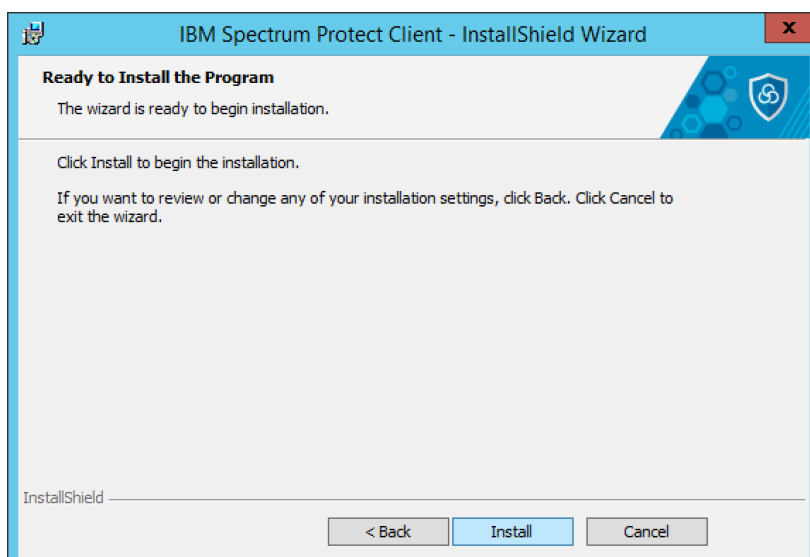 IBM Spectrum Protect Client - InstallShield Wizard
x
Ready to Install the Program
The wizard is ready to begin installation.
Click Install to begin the installation.
If you want to review or change any of your installation settings, click Back. Click Cancel to
exit the wizard.
InstallShield
< Back Install Cancel